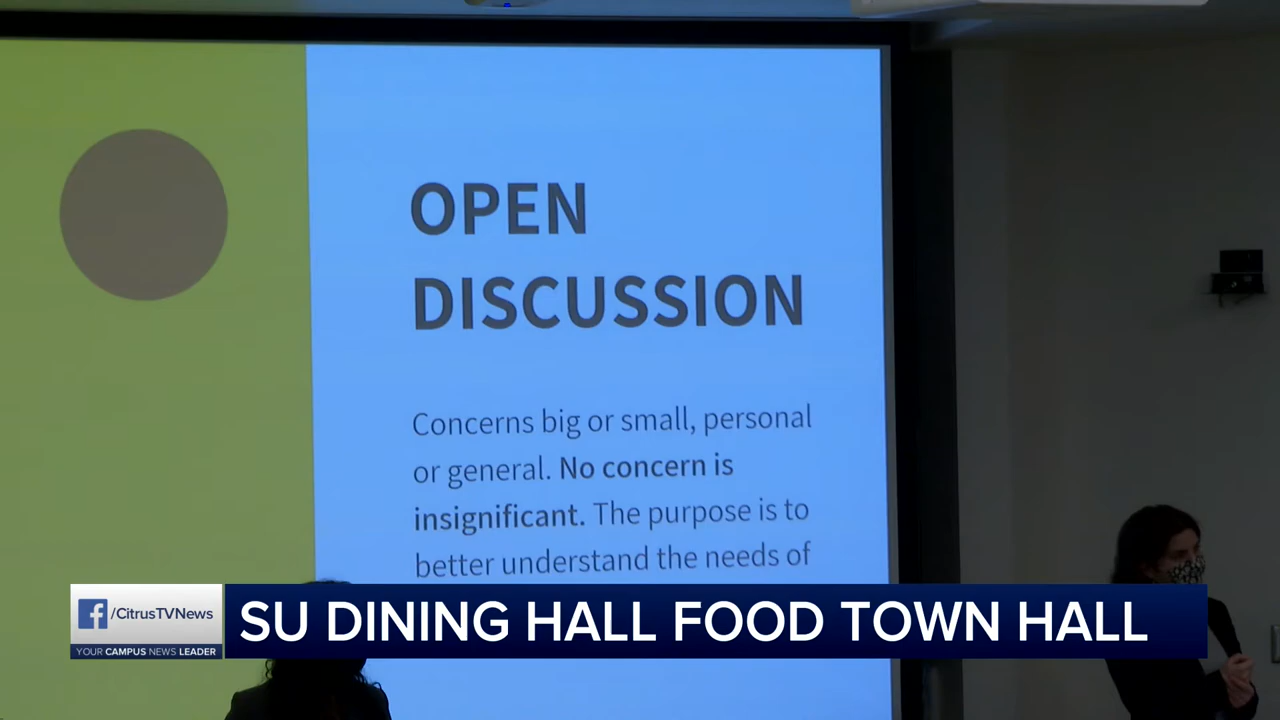 OPEN
DISCUSSION
Concerns big or small, personal
or general. No concern is
insignificant. The purpose is to
better understand the needs of
f/CitrusTVNews
YOUR CAMPUS NEWS LEADER
SU DINING HALL FOOD TOWN HALL